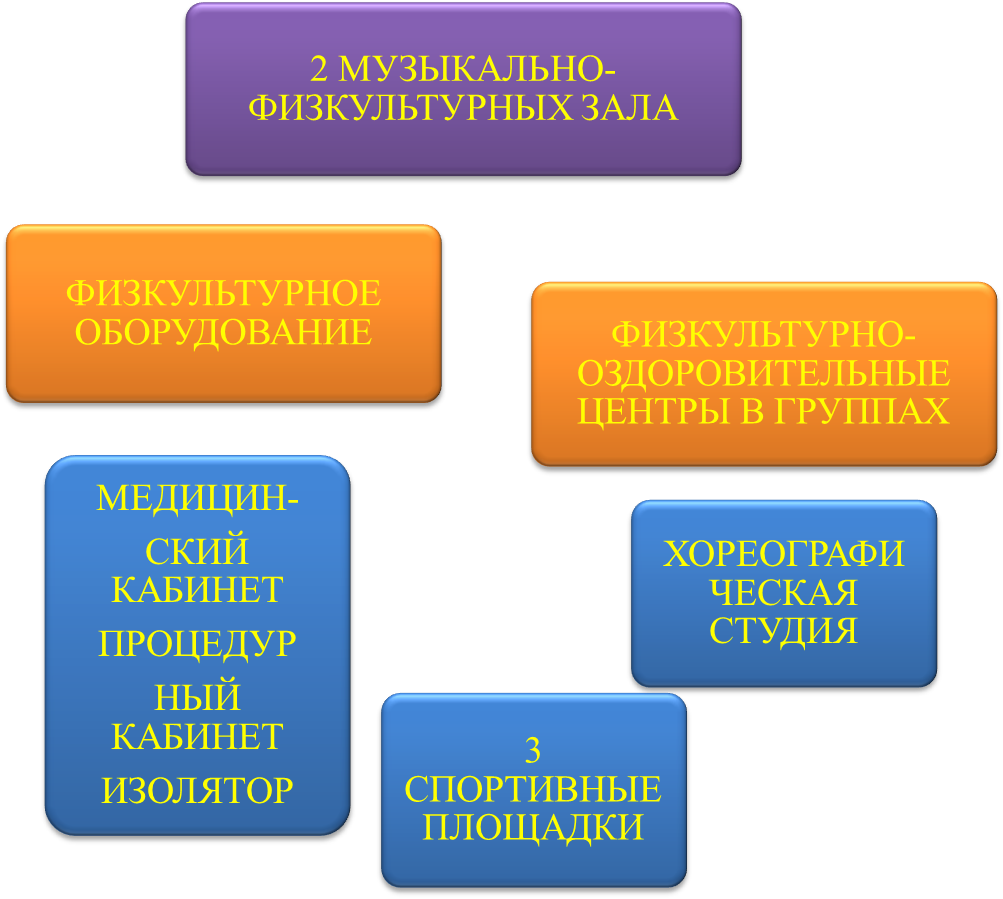 2 МУЗЫКАЛЬНО-
ФИЗКУЛЬТУРНЫХ ЗАЛА
ФИЗКУЛЬТУРНОЕ
ОБОРУДОВАНИЕ
ФИЗКУЛЬТУРНО-
ОЗДОРОВИТЕЛЬНЫЕ
ЦЕНТРЫ В ГРУППАХ
МЕДИЦИН-
СКИЙ
КАБИНЕТ
ПРОЦЕДУР
НЫЙ
КАБИНЕТ
ИЗОЛЯТОР
ХОРЕОГРАФИ
ЧЕСКАЯ
СТУДИЯ
3
СПОРТИВНЫЕ
ПЛОЩАДКИ